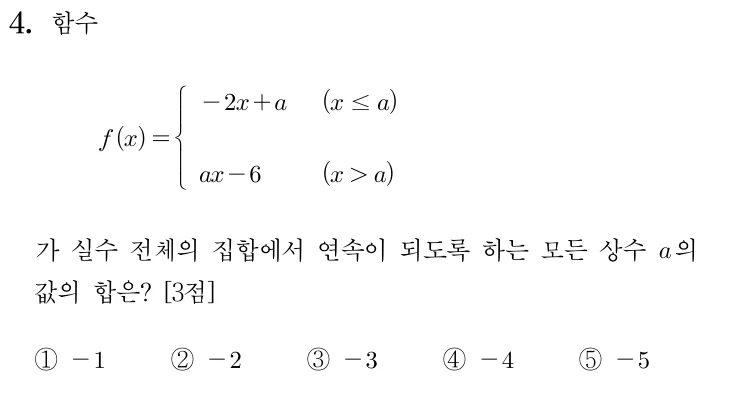 4. 함수
f(x) = { -2x+a (x ≤ a)
ax-6 (x > a)
가 실수 전체의 집합에서 연속이 되도록 하는 모든 상수 a의
값의 합은? [3점]
① -1 ② -2 ③ -3 ④ -4 ⑤ -5